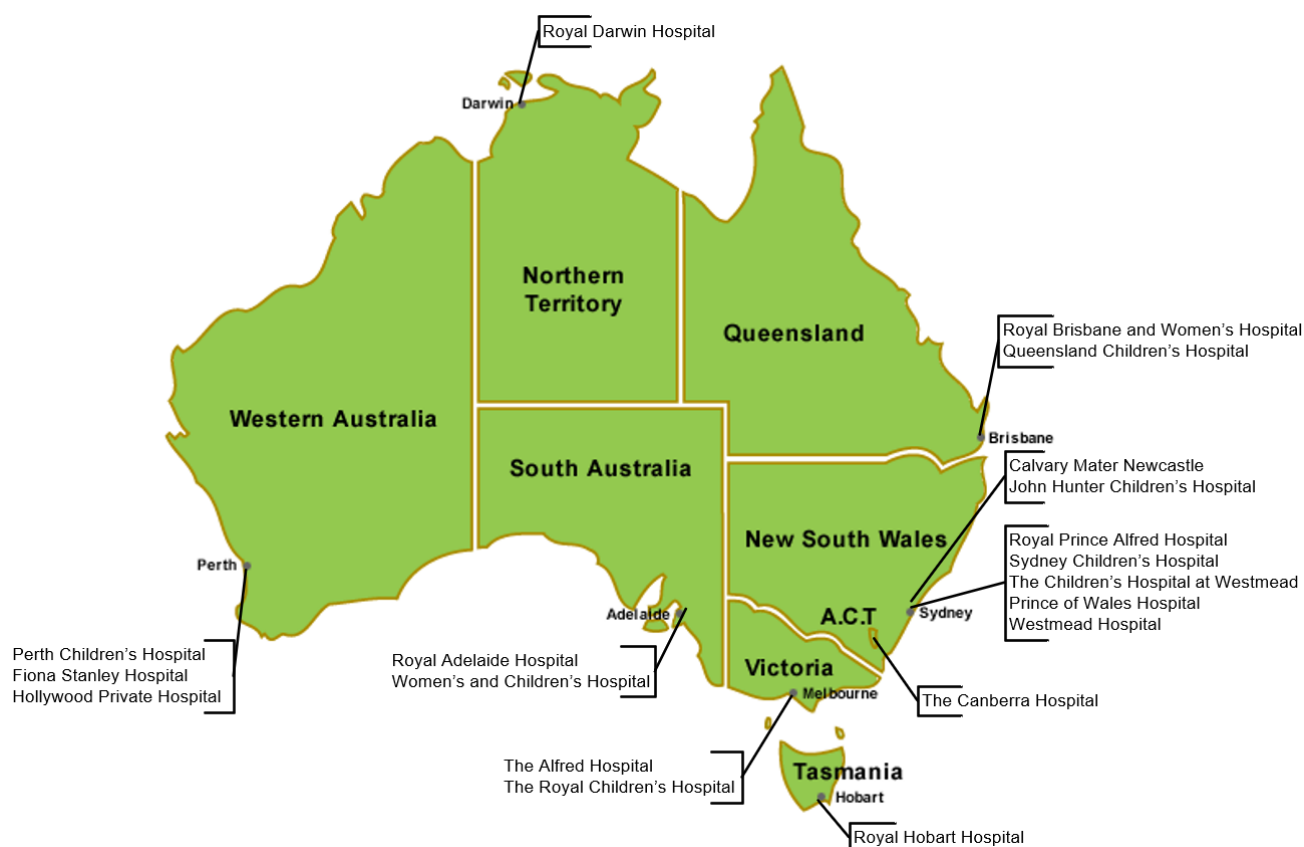 Royal Darwin Hospital
Darwin
Northern
Territory
Queensland
Royal Brisbane and Women’s Hospital
Queensland Children’s Hospital
Western Australia
Brisbane
South Australia
Calvary Mater Newcastle
John Hunter Children’s Hospital
New South Wales
Royal Prince Alfred Hospital
Sydney Children’s Hospital
The Children’s Hospital at Westmead
Prince of Wales Hospital
Westmead Hospital
Perth
Adelaide
A.C.T
Sydney
Perth Children’s Hospital
Fiona Stanley Hospital
Hollywood Private Hospital
Royal Adelaide Hospital
Women’s and Children’s Hospital
Victoria
Melbourne
The Canberra Hospital
The Alfred Hospital
The Royal Children’s Hospital
Tasmania
Hobart
Royal Hobart Hospital